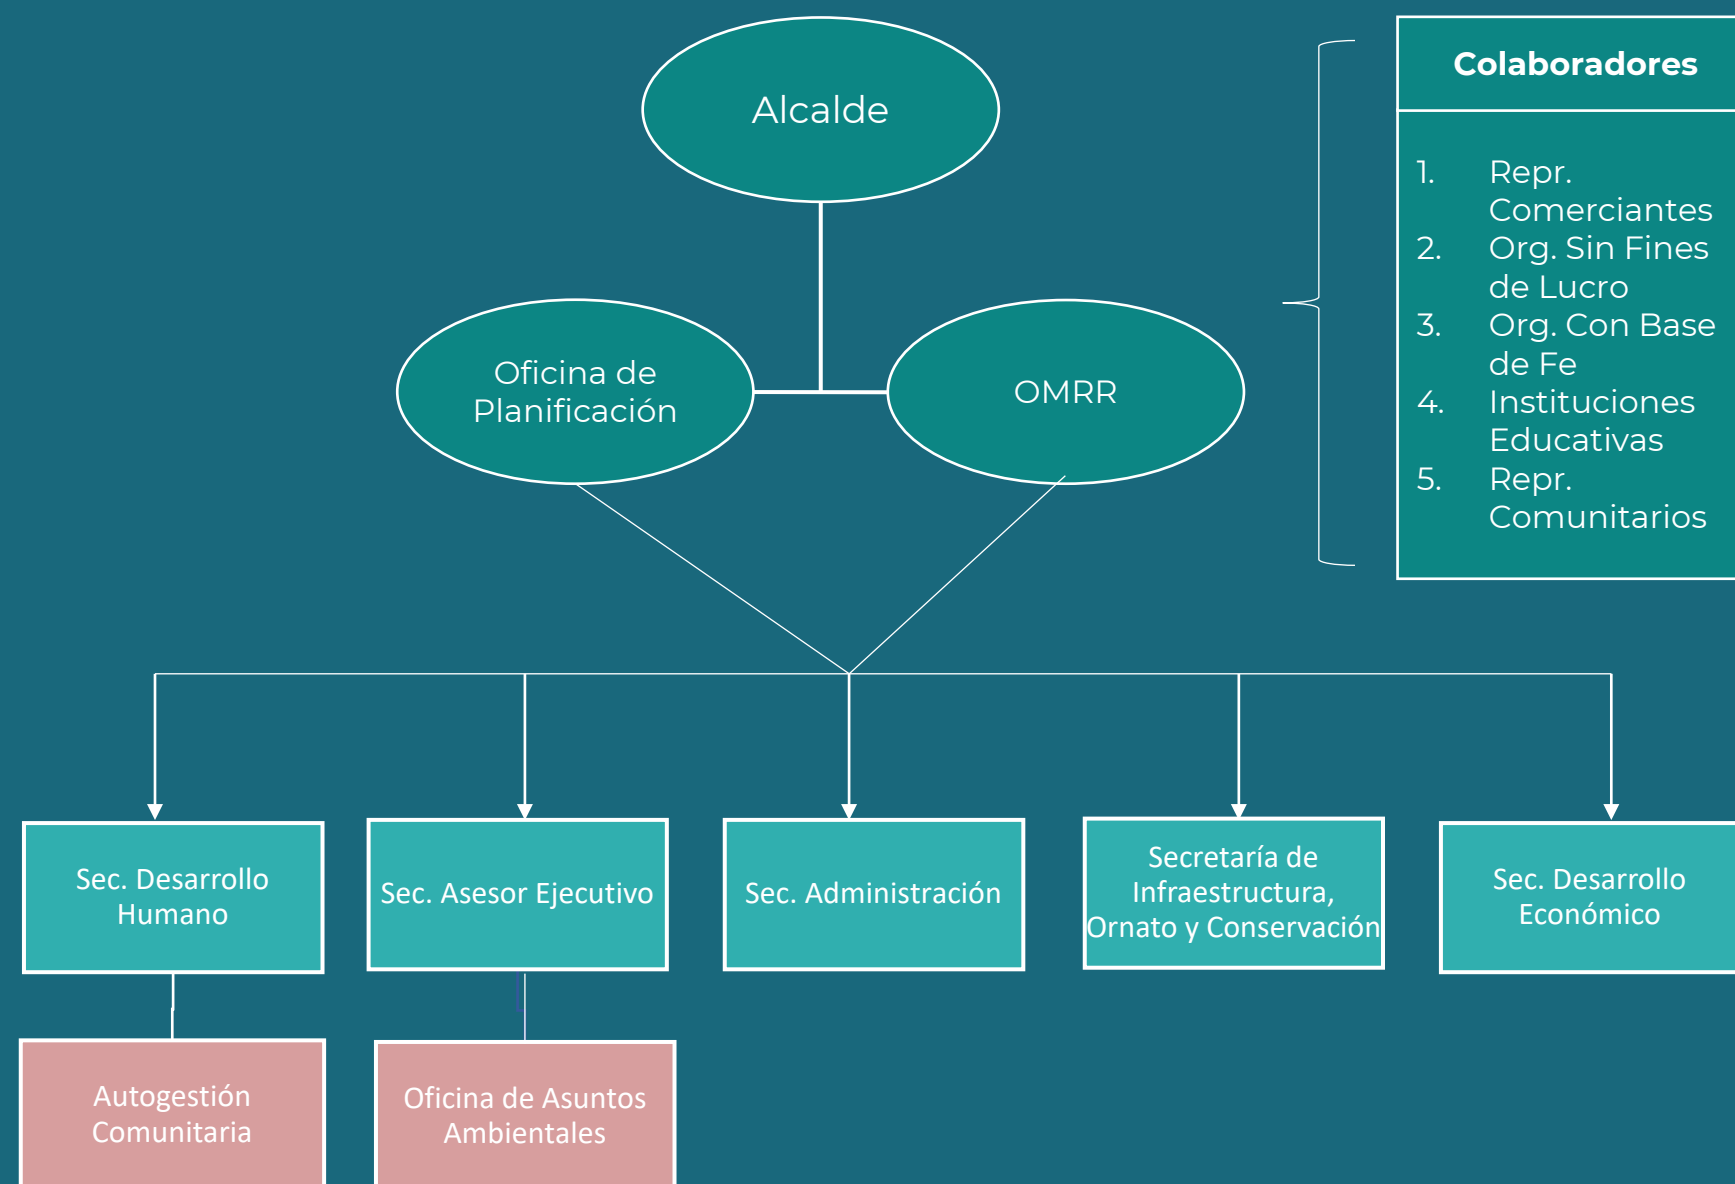 Alcalde
Oficina de
Planificación
OMRR
Colaboradores
1. Repr.
Comerciantes
2. Org. Sin Fines
de Lucro
3. Org. Con Base
de Fe
4. Instituciones
Educativas
5. Repr.
Comunitarios
Sec. Desarrollo
Humano
Sec. Asesor Ejecutivo
Sec. Administración
Secretaría de
Infraestructura,
Ornato y Conservación
Sec. Desarrollo
Económico
Autogestión
Comunitaria
Oficina de Asuntos
Ambientales